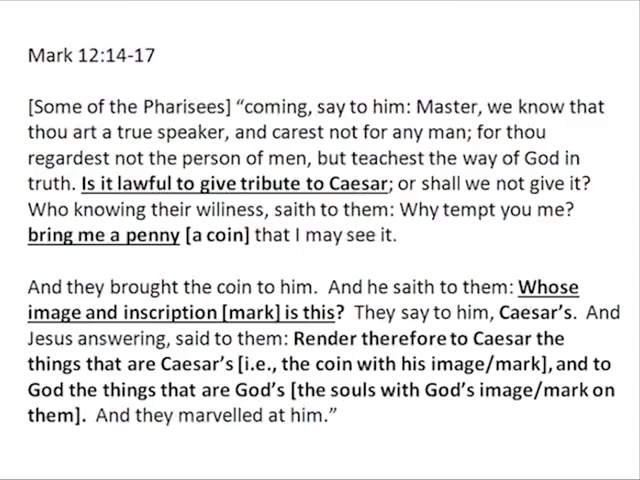 Mark 12:14-17
[Some of the Pharisees] “coming, say to him: Master, we know that
thou art a true speaker, and carest not for any man; for thou
regardest not the person of men, but teachest the way of God in
truth. Is it lawful to give tribute to Caesar; or shall we not give it?
Who knowing their wiliness, saith to them: Why tempt you me?
bring me a penny [a coin] that I may see it.
And they brought the coin to him.  And he saith to them: Whose
image and inscription [mark] is this?  They say to him, Caesar’s.  And
Jesus answering, said to them: Render therefore to Caesar the
things that are Caesar’s [i.e., the coin with his image/mark], and to
God the things that are God’s [the souls with God’s image/mark on
them].  And they marvelled at him.”